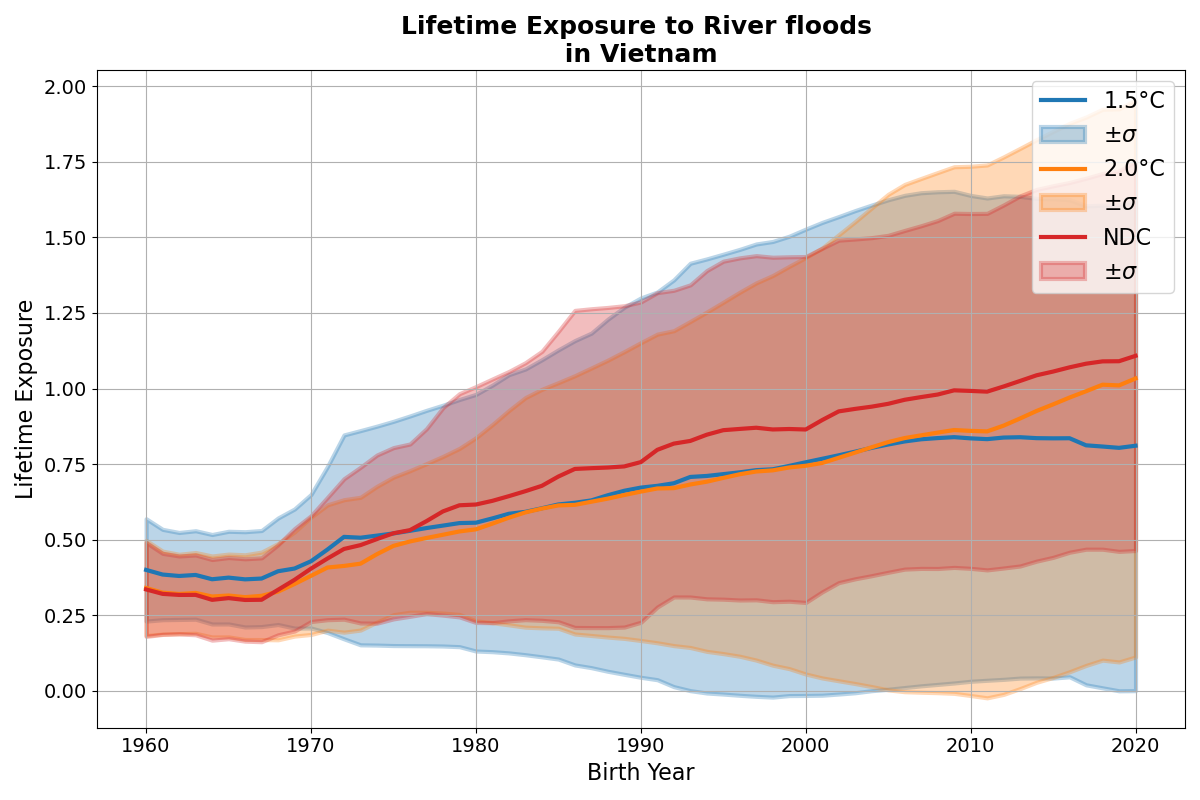 Lifetime Exposure to River floods
in Vietnam
Lifetime Exposure
2.00
1.75
1.50
1.25
1.00
0.75
0.50
0.25
0.00
1960 1970 1980 1990 2000 2010 2020
Birth Year
1.5°C
±σ
2.0°C
±σ
NDC
±σ